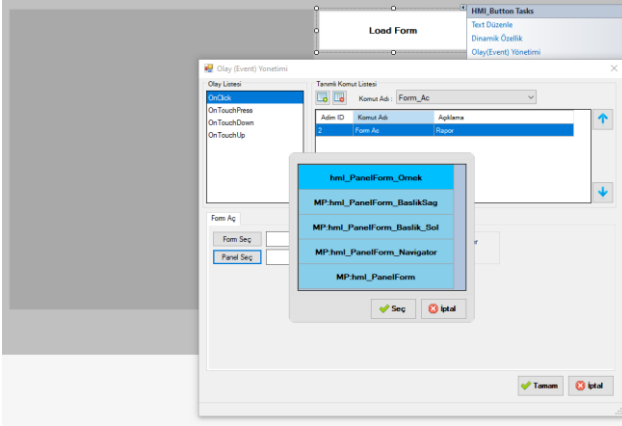 HMI_Button Tasks
Load Form
Text Düzenle
Dinamik Özellik
Olay(Event) Yönetimi
Olay (Event) Yonetimi
Olay Listesi
Tanımlı Komut Listesi
OnClick
OnTouchPress
OnTouchDown
OnTouchUp
Komut Adı : Form_Ac
Adim ID Komut Adı Açıklama
2 Form Ac Rapor
hmI_PanelForm_Ornek
MP:hmI_PanelForm_BaslikSag
MP:hmI_PanelForm_Baslik_Sol
MP:hmI_PanelForm_Navigator
MP:hmI_PanelForm
Form Aç
Form Seç
Panel Seç
Seç İptal
Tamam İptal